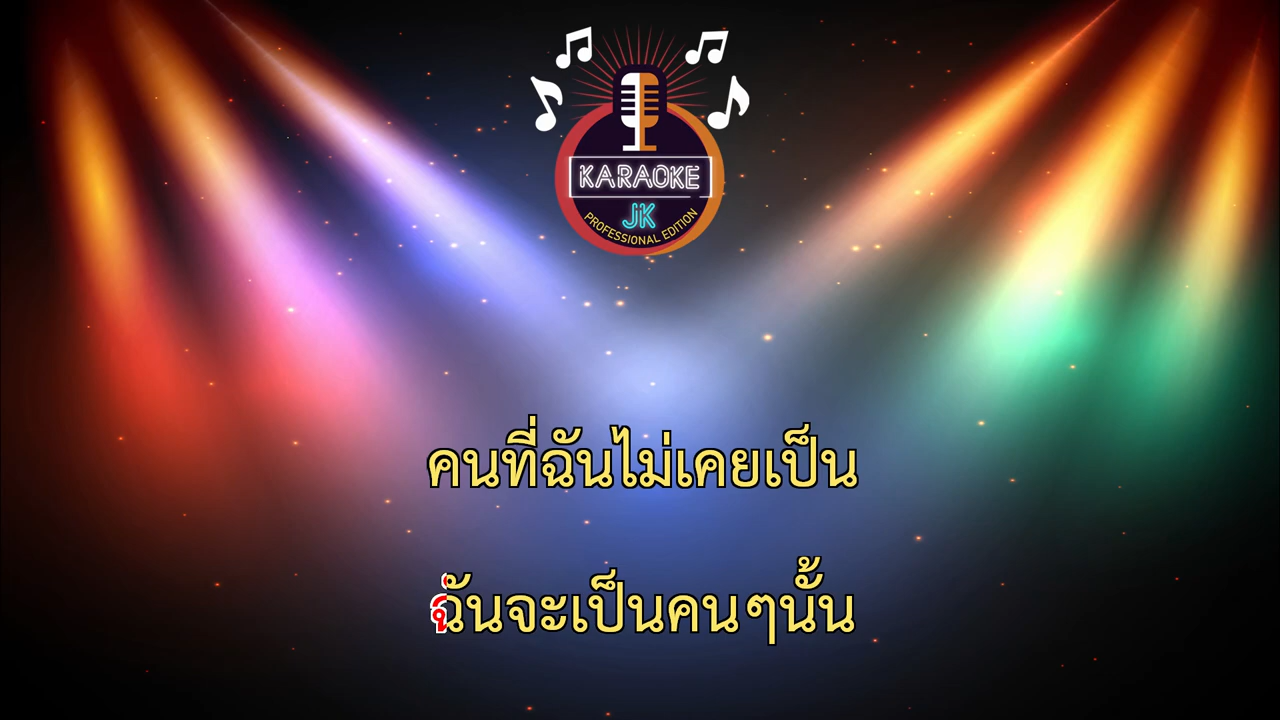 KARAOKE
JK
PROFESSIONAL EDITION
คนที่ฉันไม่เคยเป็น
ฉันจะเป็นคนๆนั้น